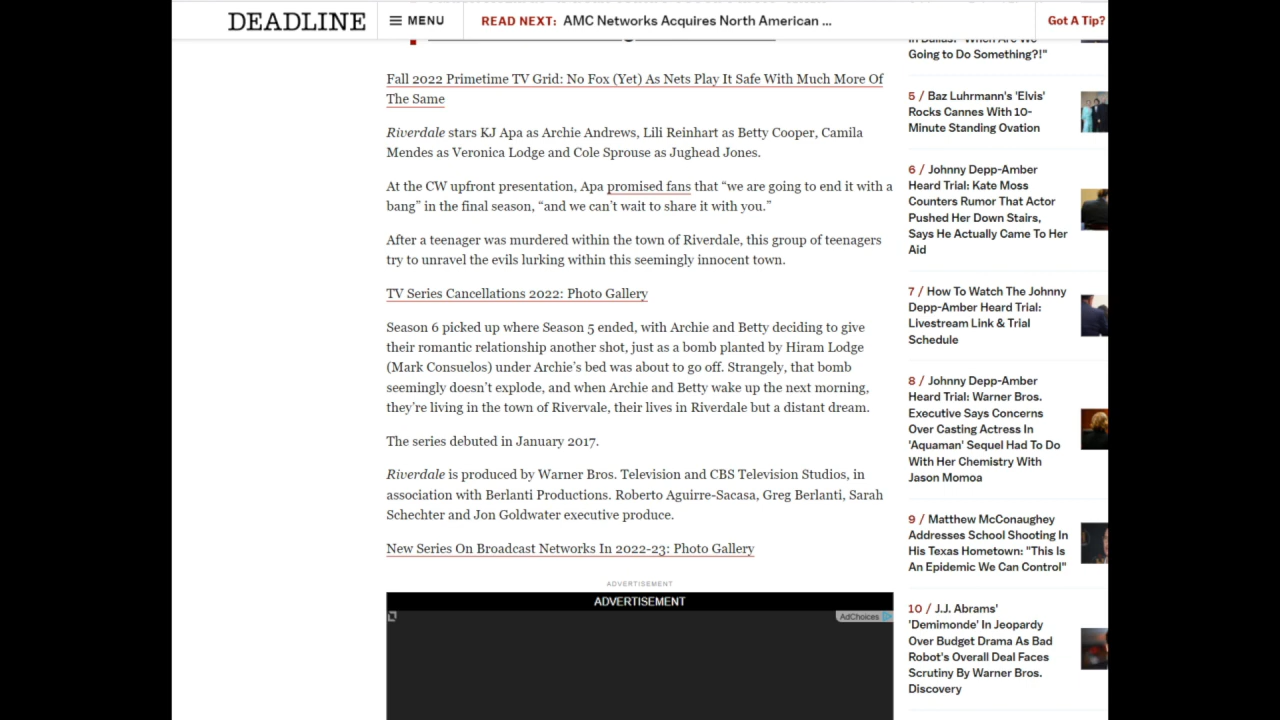 DEADLINE
MENU
READ NEXT: AMC Networks Acquires North American ...
Got A Tip?
Fall 2022 Primetime TV Grid: No Fox (Yet) As Nets Play It Safe With Much More Of
The Same
Riverdale stars KJ Apa as Archie Andrews, Lili Reinhart as Betty Cooper, Camila
Mendes as Veronica Lodge and Cole Sprouse as Jughead Jones.
At the CW upfront presentation, Apa promised fans that “we are going to end it with a
bang” in the final season, “and we can’t wait to share it with you.”
After a teenager was murdered within the town of Riverdale, this group of teenagers
try to unravel the evils lurking within this seemingly innocent town.
TV Series Cancellations 2022: Photo Gallery
Season 6 picked up where Season 5 ended, with Archie and Betty deciding to give
their romantic relationship another shot, just as a bomb planted by Hiram Lodge
(Mark Consuelos) under Archie’s bed was about to go off. Strangely, that bomb
seemingly doesn’t explode, and when Archie and Betty wake up the next morning,
they’re living in the town of Rivervale, their lives in Riverdale but a distant dream.
The series debuted in January 2017.
Riverdale is produced by Warner Bros. Television and CBS Television Studios, in
association with Berlanti Productions. Roberto Aguirre-Sacasa, Greg Berlanti, Sarah
Schechter and Jon Goldwater executive produce.
New Series On Broadcast Networks In 2022-23: Photo Gallery
ADVERTISEMENT
ADVERTISEMENT
AdChoices
Going to Do Something?!"
5 / Baz Luhrmann's 'Elvis'
Rocks Cannes With 10-
Minute Standing Ovation
6 / Johnny Depp-Amber
Heard Trial: Kate Moss
Counters Rumor That Actor
Pushed Her Down Stairs,
Says He Actually Came To Her
Aid
7 / How To Watch The Johnny
Depp-Amber Heard Trial:
Livestream Link & Trial
Schedule
8 / Johnny Depp-Amber
Heard Trial: Warner Bros.
Executive Says Concerns
Over Casting Actress In
'Aquaman' Sequel Had To Do
With Her Chemistry With
Jason Momoa
9 / Matthew McConaughey
Addresses School Shooting In
His Texas Hometown: "This Is
An Epidemic We Can Control"
10 / J.J. Abrams'
'Demimonde' In Jeopardy
Over Budget Drama As Bad
Robot's Overall Deal Faces
Scrutiny By Warner Bros.
Discovery